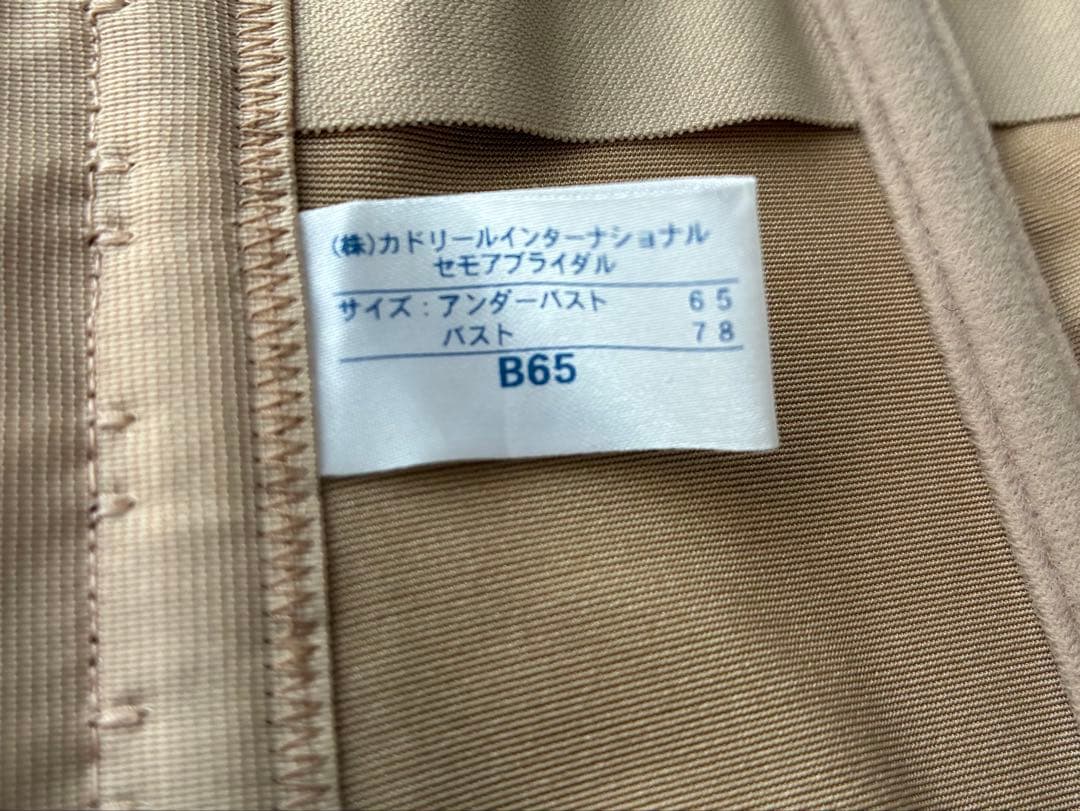 (株)カドリールインターナショナル
セモアブライダル
サイズ：アンダーバスト 65
バスト 78
B65